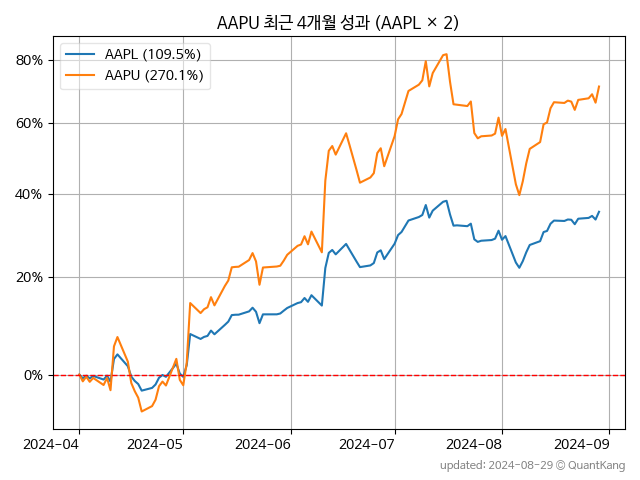 AAPU 최근 4개월 성과 (AAPL × 2)
AAPL (109.5%)
AAPU (270.1%)
80%
60%
40%
20%
0%
2024-04 2024-05 2024-06 2024-07 2024-08 2024-09
updated: 2024-08-29 © QuantKang